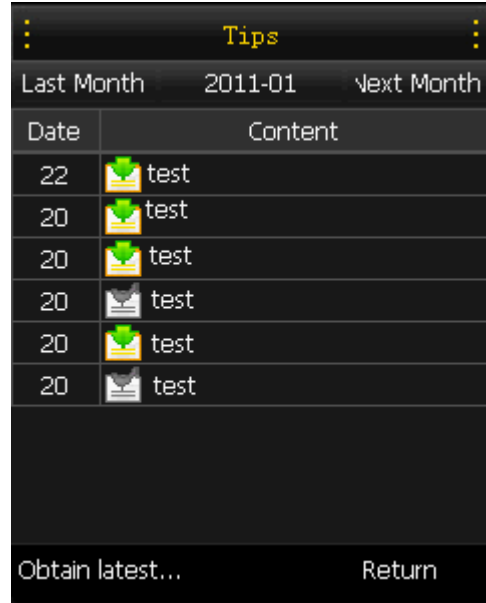 Tips
Last Month 2011-01 Next Month
Date Content
22 test
20 test
20 test
20 test
20 test
20 test
Obtain latest... Return